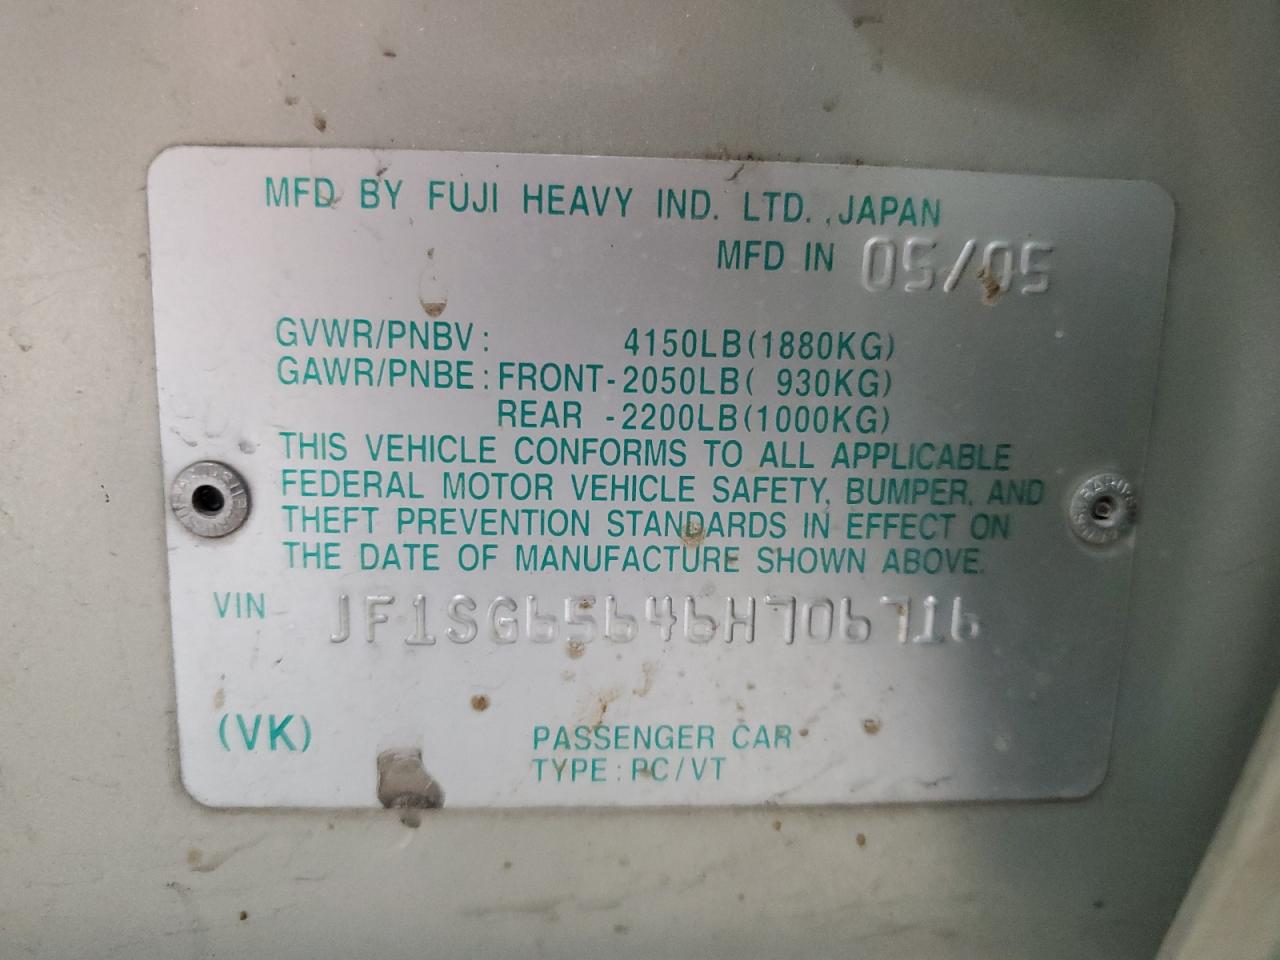 MFD BY FUJI HEAVY IND. LTD., JAPAN
MFD IN 05/05
GVWR/PNBV: 4150LB(1880KG)
GAWR/PNBE: FRONT-2050LB( 930KG)
REAR -2200LB(1000KG)
THIS VEHICLE CONFORMS TO ALL APPLICABLE
FEDERAL MOTOR VEHICLE SAFETY, BUMPER, AND
THEFT PREVENTION STANDARDS IN EFFECT ON
THE DATE OF MANUFACTURE SHOWN ABOVE.
VIN JF1SG65646H706716
(VK)
PASSENGER CAR
TYPE: PC/VT